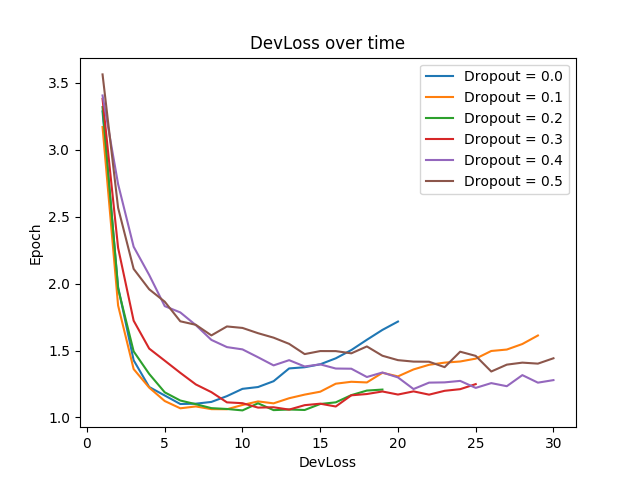 DevLoss over time
Dropout = 0.0
Dropout = 0.1
Dropout = 0.2
Dropout = 0.3
Dropout = 0.4
Dropout = 0.5
Epoch
3.5
3.0
2.5
2.0
1.5
1.0
0 5 10 15 20 25 30
DevLoss